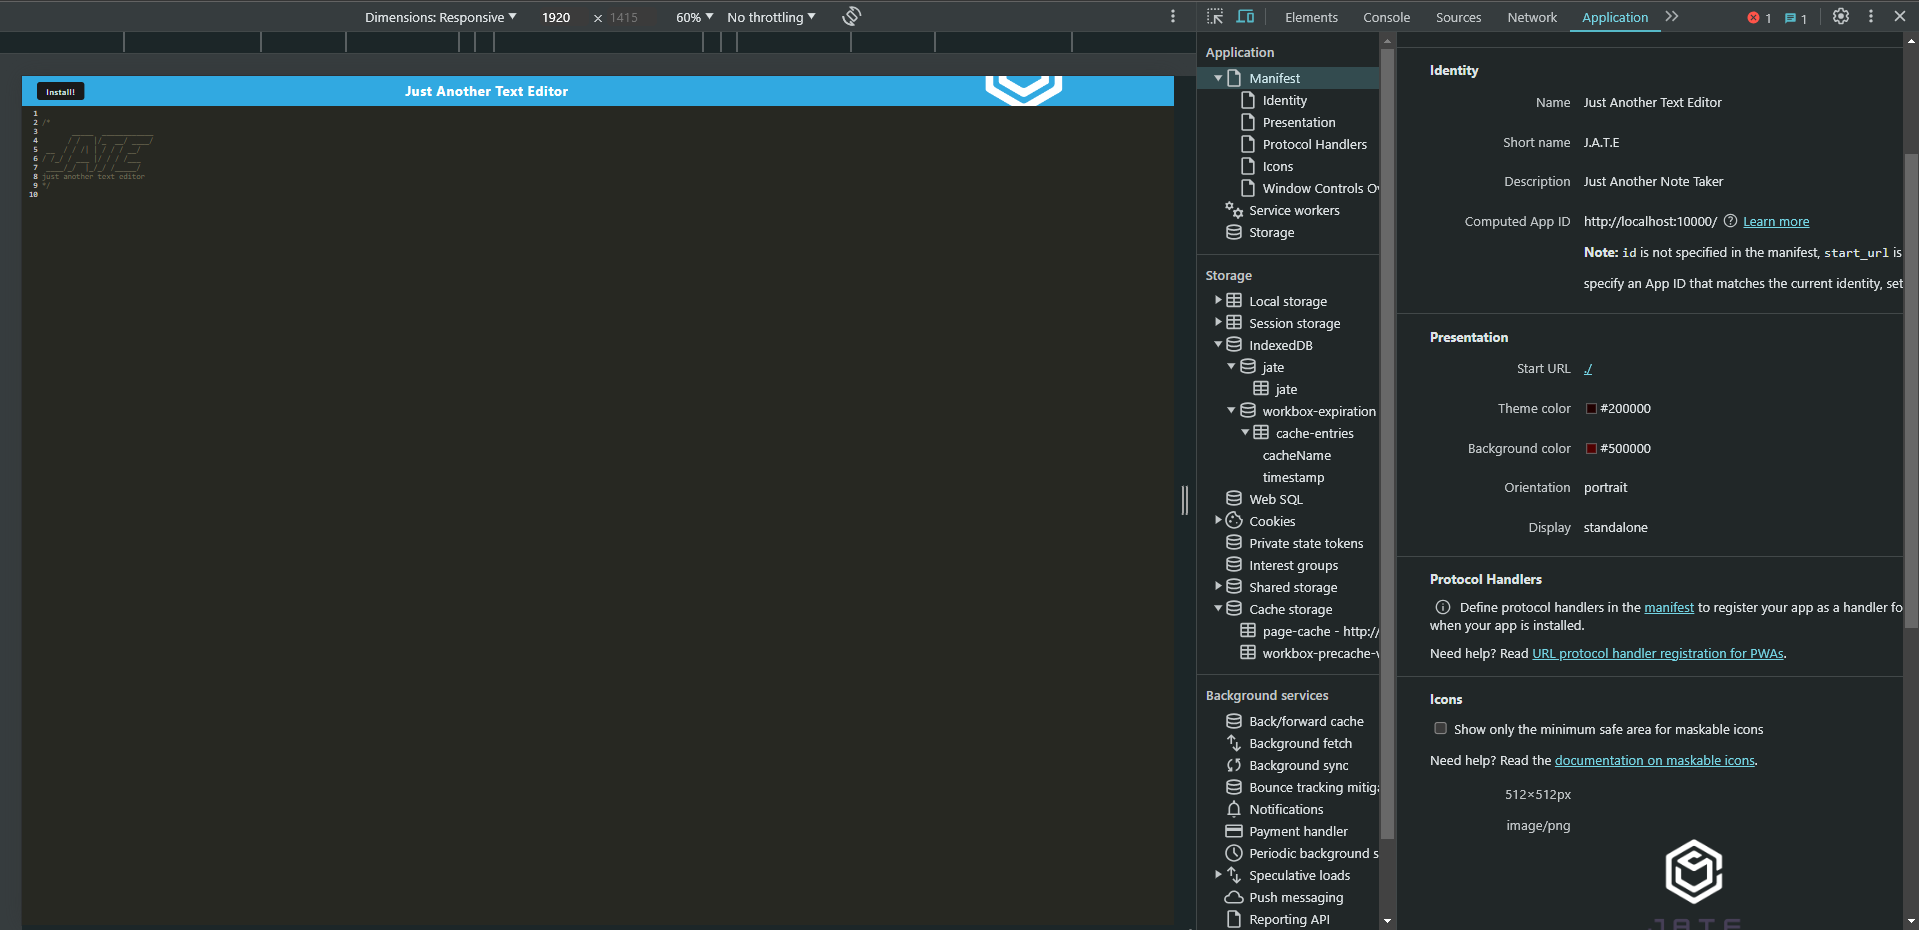 Dimensions: Responsive 1920 × 1415 60% No throttling
Elements Console Sources Network Application 1 1
Install! Just Another Text Editor
1
2 /*
3
4
5
6
7
8 just another text editor
9 */
10
Application
Manifest
Identity
Presentation
Protocol Handlers
Icons
Window Controls Ov
Service workers
Storage
Storage
Local storage
Session storage
IndexedDB
jate
jate
workbox-expiration
cache-entries
cacheName
timestamp
Web SQL
Cookies
Private state tokens
Interest groups
Shared storage
Cache storage
page-cache - http:/
workbox-precache-v
Background services
Back/forward cache
Background fetch
Background sync
Bounce tracking mitiga
Notifications
Payment handler
Periodic background s
Speculative loads
Push messaging
Reporting API
Identity
Name Just Another Text Editor
Short name J.A.T.E
Description Just Another Note Taker
Computed App ID http://localhost:10000/ Learn more
Note: id is not specified in the manifest, start_url is
specify an App ID that matches the current identity, set
Presentation
Start URL ./
Theme color #200000
Background color #500000
Orientation portrait
Display standalone
Protocol Handlers
Define protocol handlers in the manifest to register your app as a handler fo
when your app is installed.
Need help? Read URL protocol handler registration for PWAs.
Icons
Show only the minimum safe area for maskable icons
Need help? Read the documentation on maskable icons.
512×512px
image/png
JATE